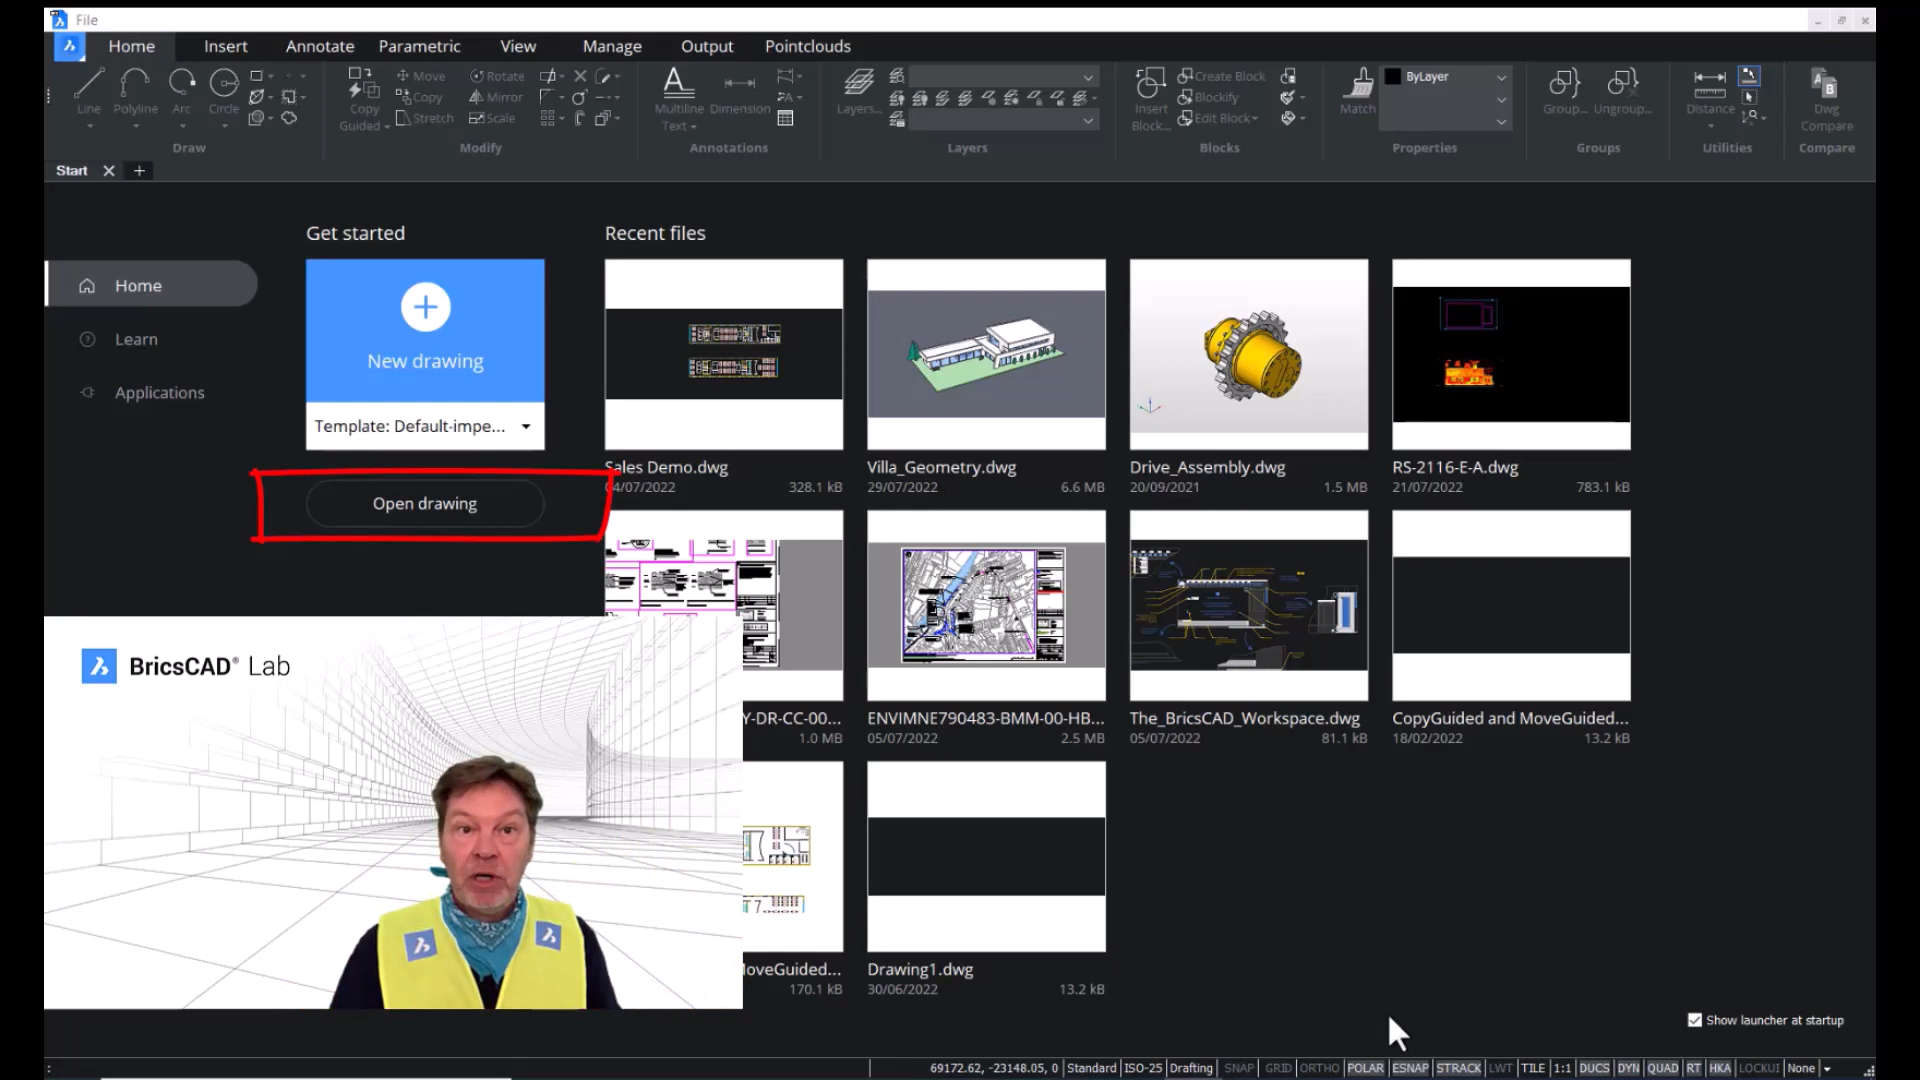 File
Home Insert Annotate Parametric View Manage Output Pointclouds
Line Polyline Arc Circle
Copy Guided
Move Rotate
Copy Mirror
Stretch Scale
Multiline Text Dimension
Layers...
Insert Block...
Create Block
Blockify
Edit Block
Match
ByLayer
Group... Ungroup...
Distance
Dwg Compare
Draw Modify Annotations Layers Blocks Properties Groups Utilities Compare
Start
Get started
Recent files
Home
Learn
Applications
New drawing
Template: Default-impe...
Open drawing
Sales Demo.dwg
04/07/2022 328.1 kB
Villa_Geometry.dwg
29/07/2022 6.6 MB
Drive_Assembly.dwg
20/09/2021 1.5 MB
RS-2116-E-A.dwg
21/07/2022 783.1 kB
Y-DR-CC-00...
1.0 MB
ENVIMNE790483-BMM-00-HB...
05/07/2022 2.5 MB
The_BricsCAD_Workspace.dwg
05/07/2022 81.1 kB
CopyGuided and MoveGuided...
18/02/2022 13.2 kB
MoveGuided...
170.1 kB
Drawing1.dwg
30/06/2022 13.2 kB
BricsCAD® Lab
Show launcher at startup
: 69172.62, -23148.05, 0 Standard ISO-25 Drafting SNAP GRID ORTHO POLAR ESNAP STRACK LWT TILE 1:1 DUCS DYN QUAD RT HKA LOCKUI None